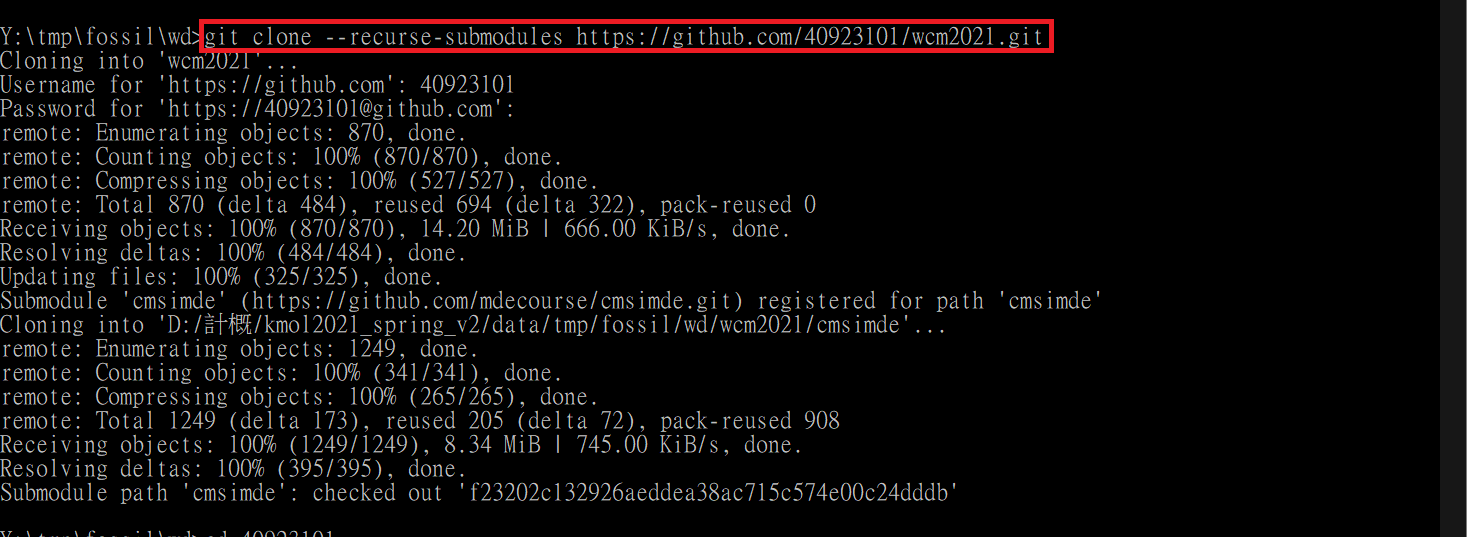 Y:\tmp\fossil\wd>git clone --recurse-submodules https://github.com/40923101/wcm2021.git
Cloning into 'wcm2021'...
Username for 'https://github.com': 40923101
Password for 'https://40923101@github.com':
remote: Enumerating objects: 870, done.
remote: Counting objects: 100% (870/870), done.
remote: Compressing objects: 100% (527/527), done.
remote: Total 870 (delta 484), reused 694 (delta 322), pack-reused 0
Receiving objects: 100% (870/870), 14.20 MiB | 666.00 KiB/s, done.
Resolving deltas: 100% (484/484), done.
Updating files: 100% (325/325), done.
Submodule 'cmsimde' (https://github.com/mdecourse/cmsimde.git) registered for path 'cmsimde'
Cloning into 'D:/計概/kmol2021_spring_v2/data/tmp/fossil/wd/wcm2021/cmsimde'...
remote: Enumerating objects: 1249, done.
remote: Counting objects: 100% (341/341), done.
remote: Compressing objects: 100% (265/265), done.
remote: Total 1249 (delta 173), reused 205 (delta 72), pack-reused 908
Receiving objects: 100% (1249/1249), 8.34 MiB | 745.00 KiB/s, done.
Resolving deltas: 100% (395/395), done.
Submodule path 'cmsimde': checked out 'f23202c132926aeddea38ac715c574e00c24dddb'
Y:\tmp\fossil\wd>cd 40923101